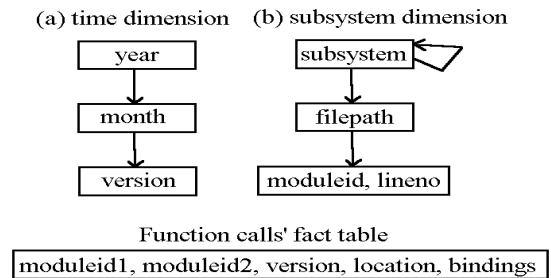 (a) time dimension
(b) subsystem dimension
year
subsystem
month
filepath
version
moduleid, lineno
Function calls' fact table
moduleid1, moduleid2, version, location, bindings